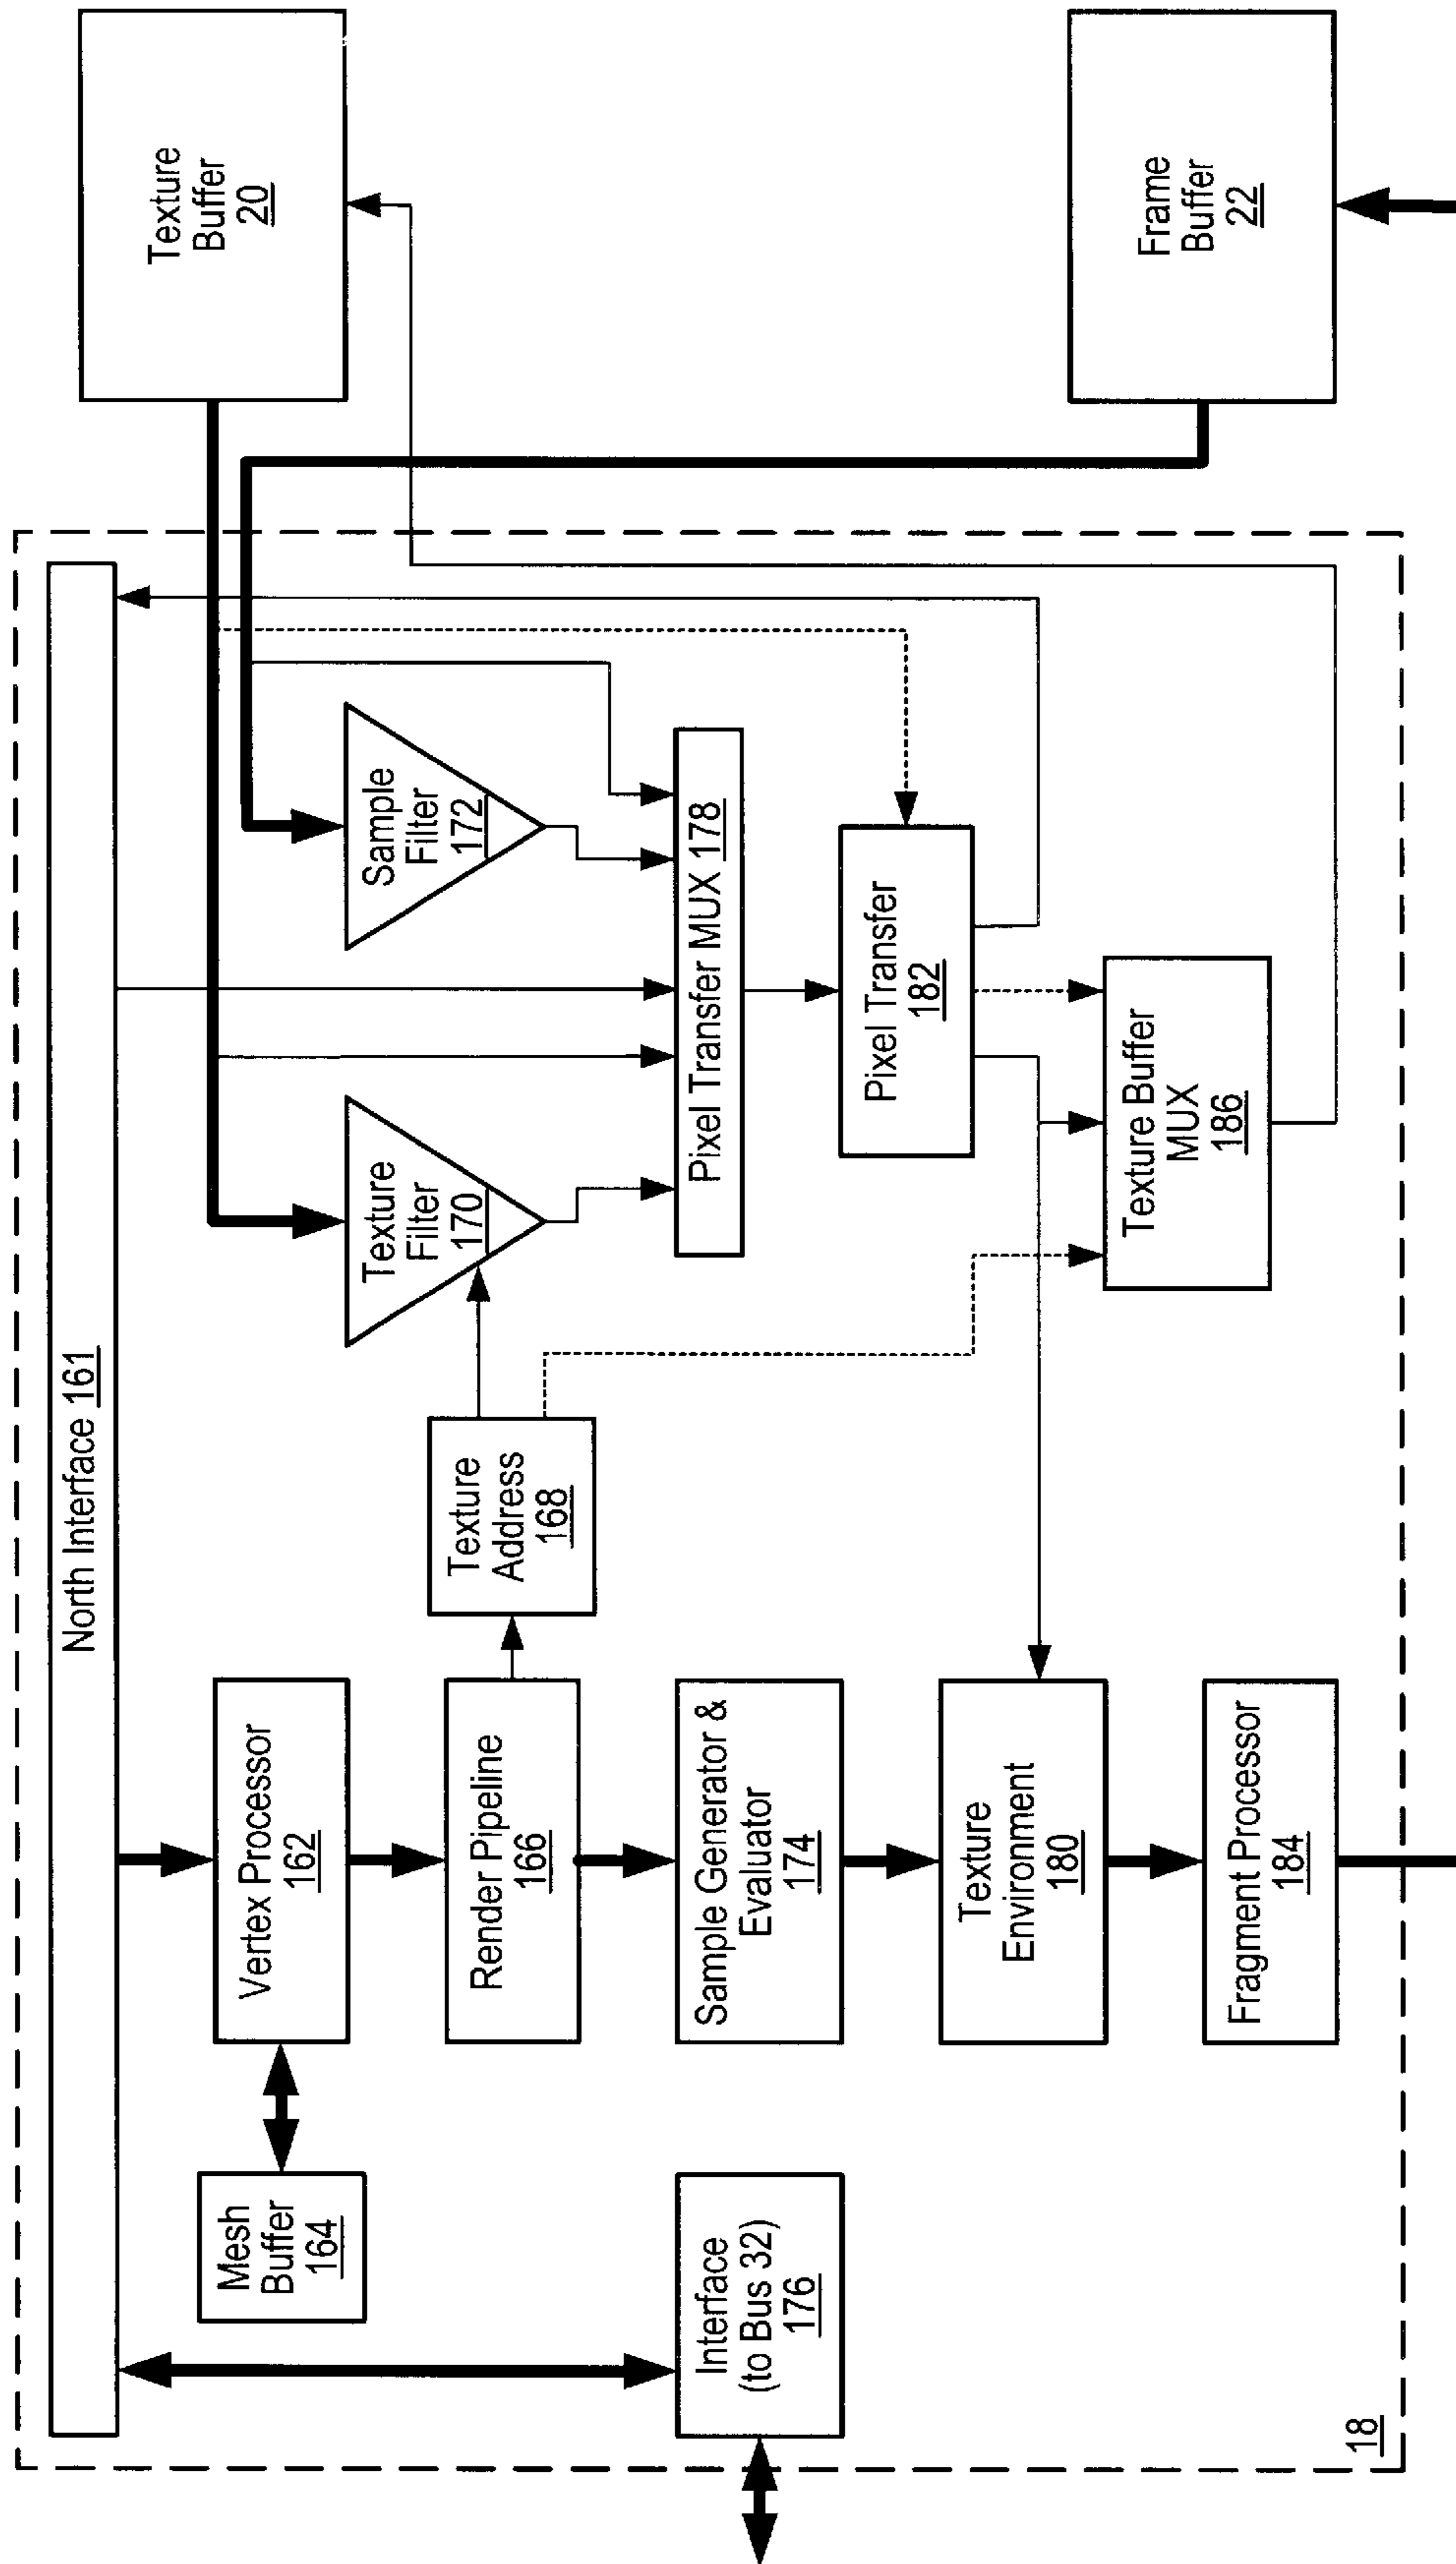 North Interface 161
Texture
Buffer
20
Vertex Processor
162
Mesh
Buffer
164
Render Pipeline
166
Texture
Address
168
Texture
Filter
170
Sample
Filter
172
Interface
(to Bus 32)
176
Sample Generator &
Evaluator
174
Pixel Transfer MUX 178
Pixel Transfer
182
Texture
Environment
180
Texture Buffer
MUX
186
Fragment Processor
184
Frame
Buffer
22
18